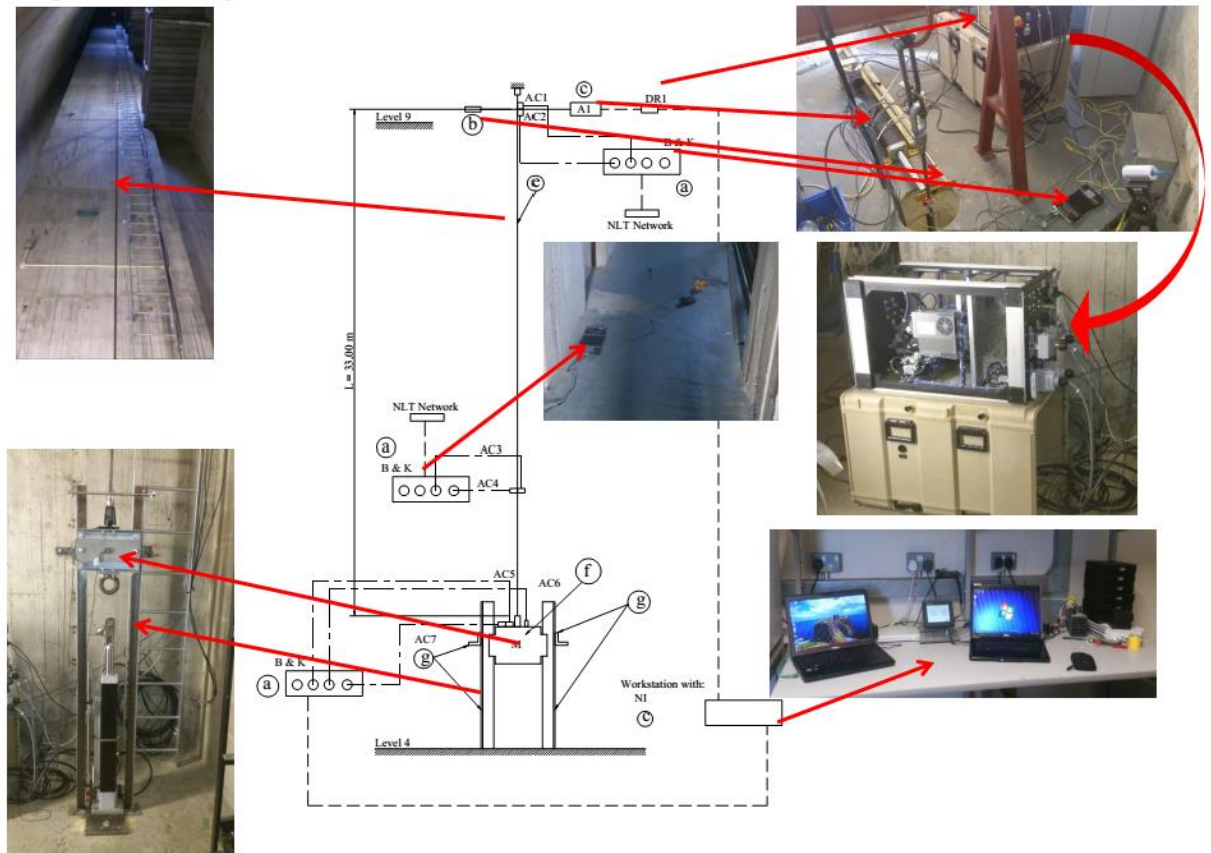 AC1
ⓒ
DR1
A1
Level 9
ⓑ
AC2
B & K
ⓐ
ⓔ
NLT Network
L = 33.00 m
NLT Network
ⓐ
AC3
B & K
AC4
AC5
ⓕ
AC6
ⓖ
AC7
M
ⓖ
B & K
ⓐ
Workstation with:
NI
ⓒ
Level 4